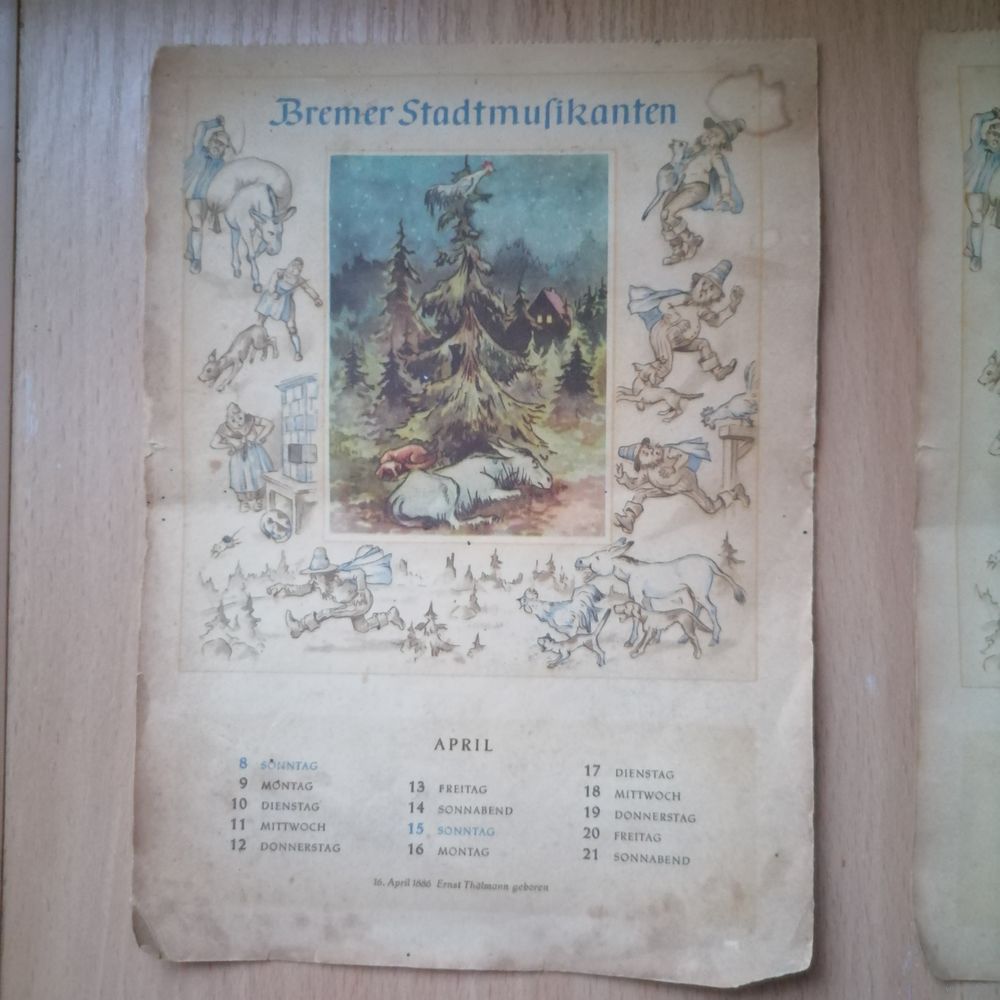 Bremer Stadtmuſikanten
APRIL
8 SONNTAG
9 MONTAG
10 DIENSTAG
11 MITTWOCH
12 DONNERSTAG
13 FREITAG
14 SONNABEND
15 SONNTAG
16 MONTAG
17 DIENSTAG
18 MITTWOCH
19 DONNERSTAG
20 FREITAG
21 SONNABEND
16. April 1886 Ernst Thälmann geboren